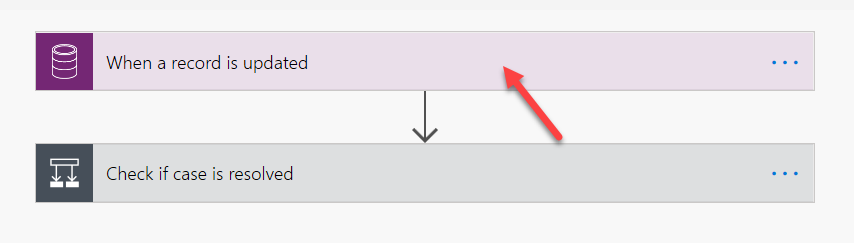 When a record is updated
Check if case is resolved